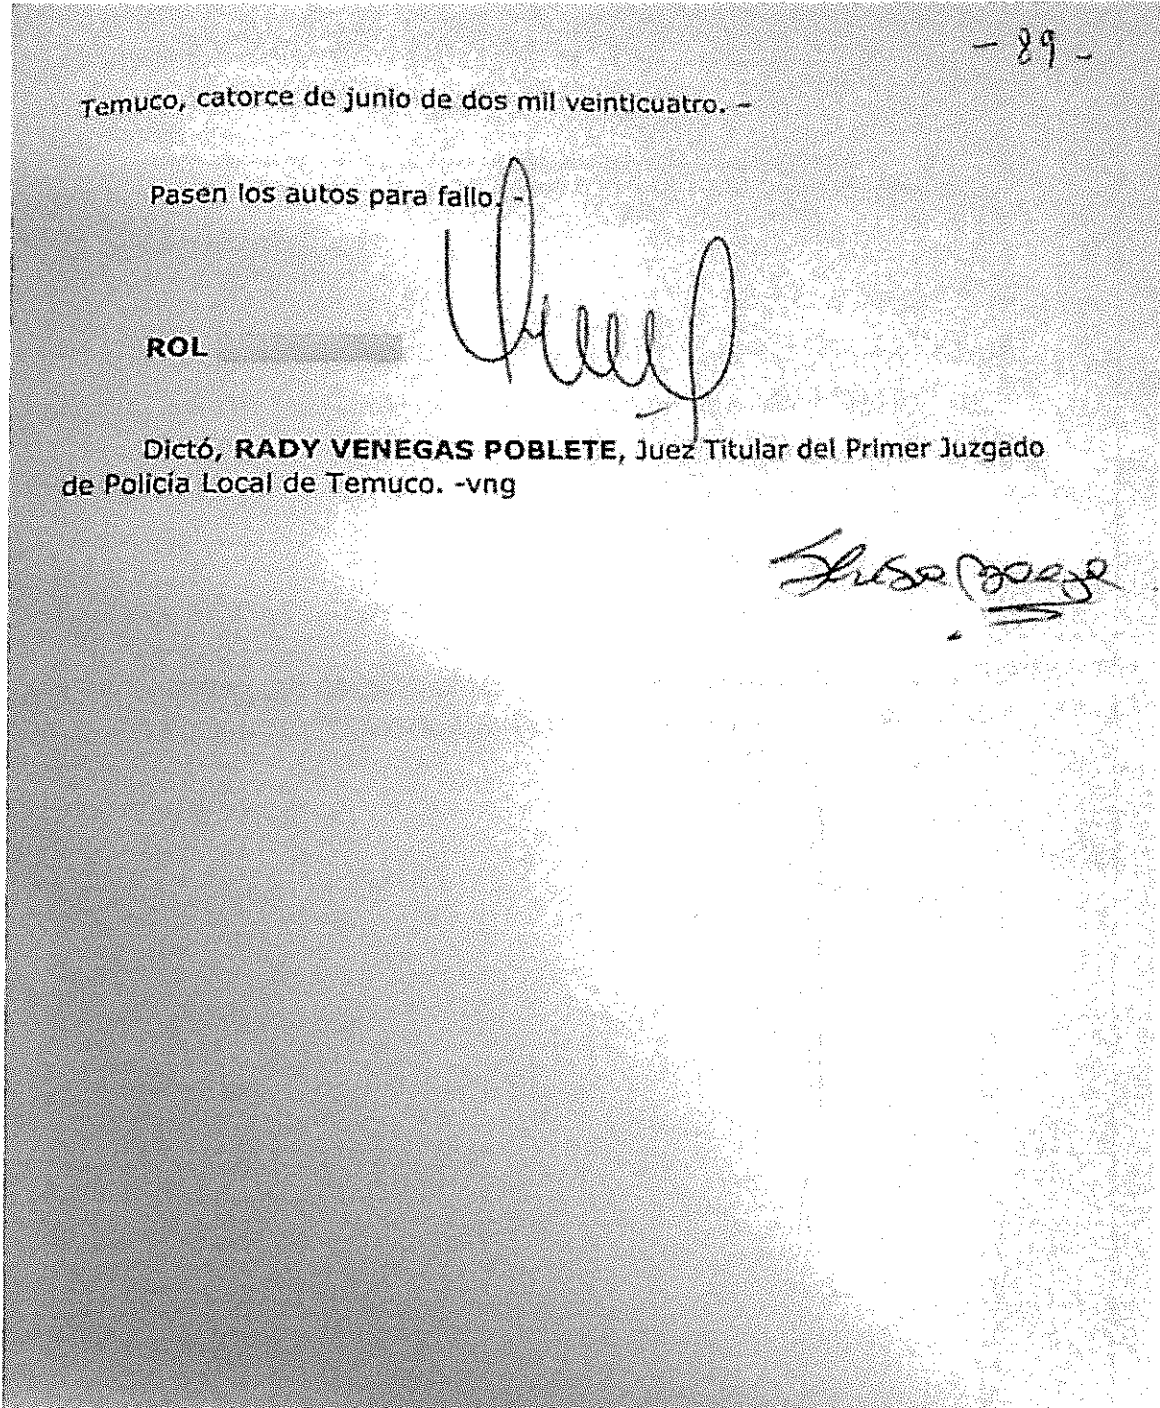 - 89 -
Temuco, catorce de junio de dos mil veinticuatro. –
Pasen los autos para fallo. -
ROL
Dictó, RADY VENEGAS POBLETE, Juez Titular del Primer Juzgado
de Policía Local de Temuco. -vng